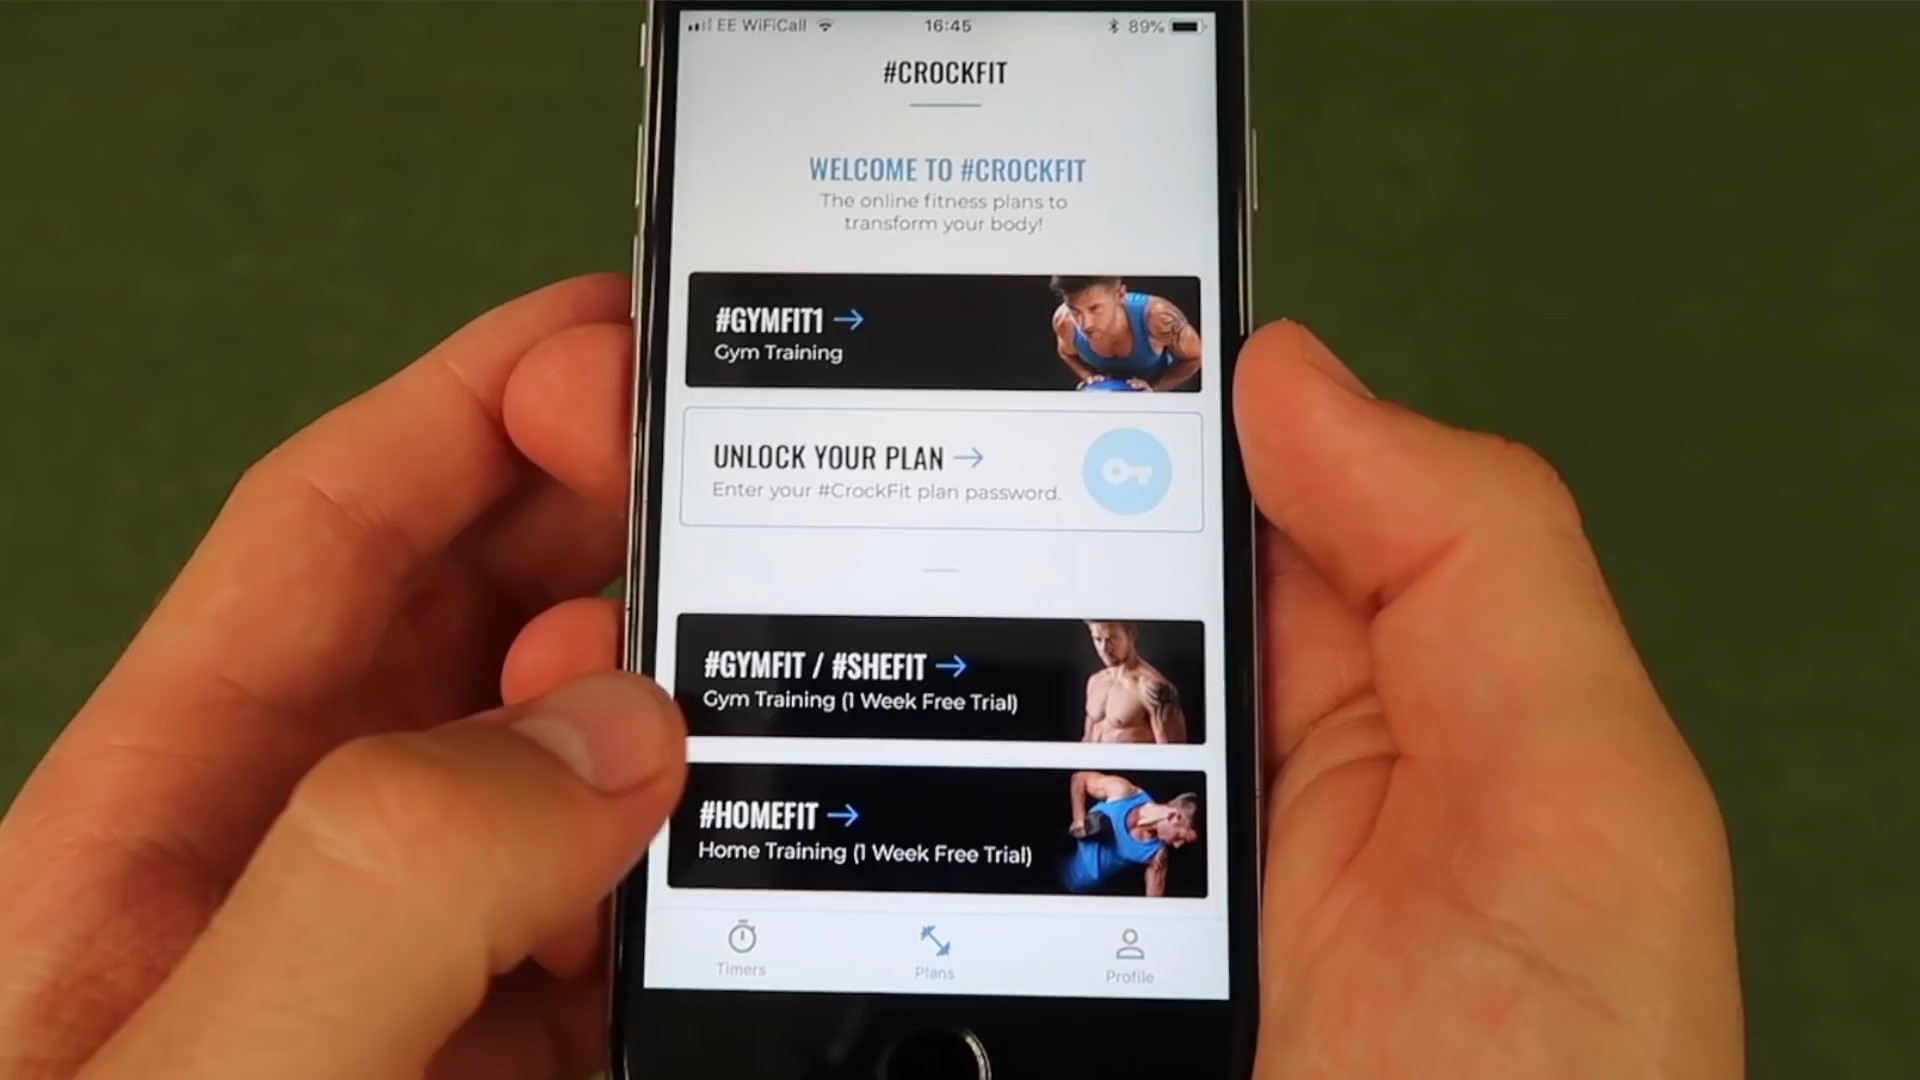 EE WiFiCall 16:45 89%
#CROCKFIT
WELCOME TO #CROCKFIT
The online fitness plans to
transform your body!
#GYMFIT1 →
Gym Training
UNLOCK YOUR PLAN →
Enter your #CrockFit plan password.
#GYMFIT / #SHEFIT →
Gym Training (1 Week Free Trial)
#HOMEFIT →
Home Training (1 Week Free Trial)
Timers Plans Profile